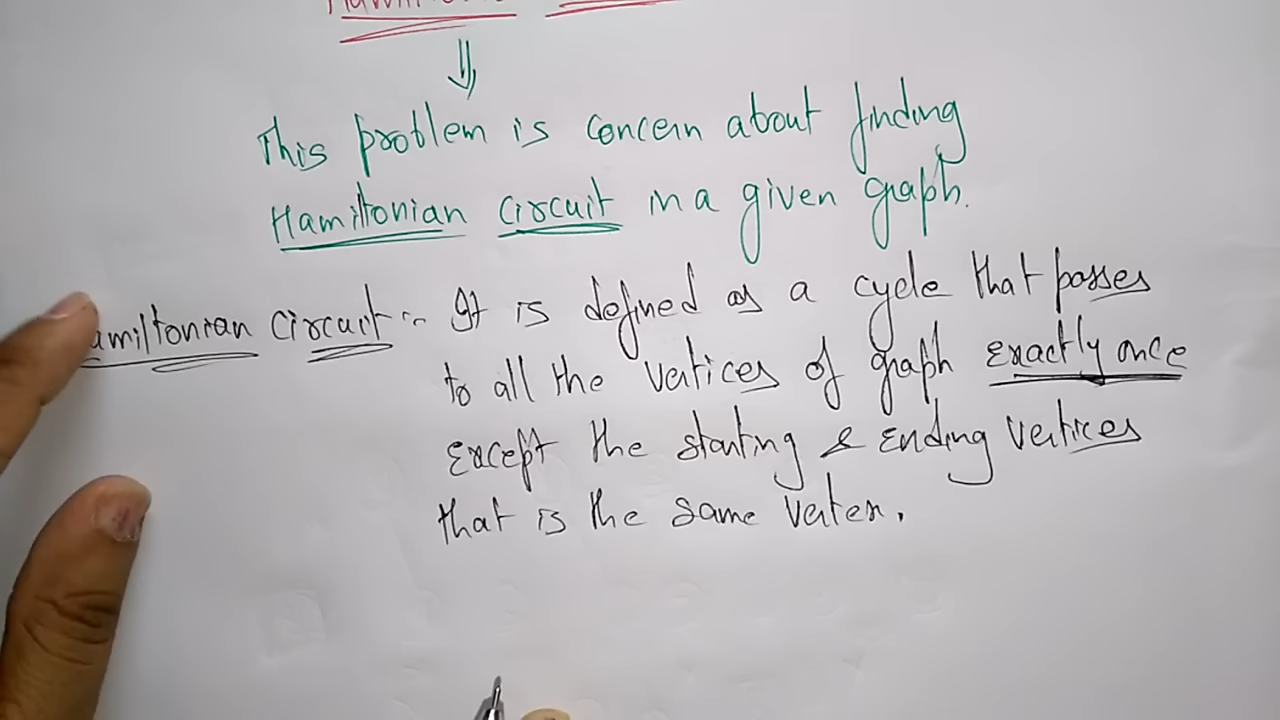 This problem is concern about finding
Hamiltonian Circuit in a given graph.
amiltonian Circuit :- It is defined as a cycle that passes
to all the vertices of graph exactly once
except the starting & Ending vertices
that is the same vertex.